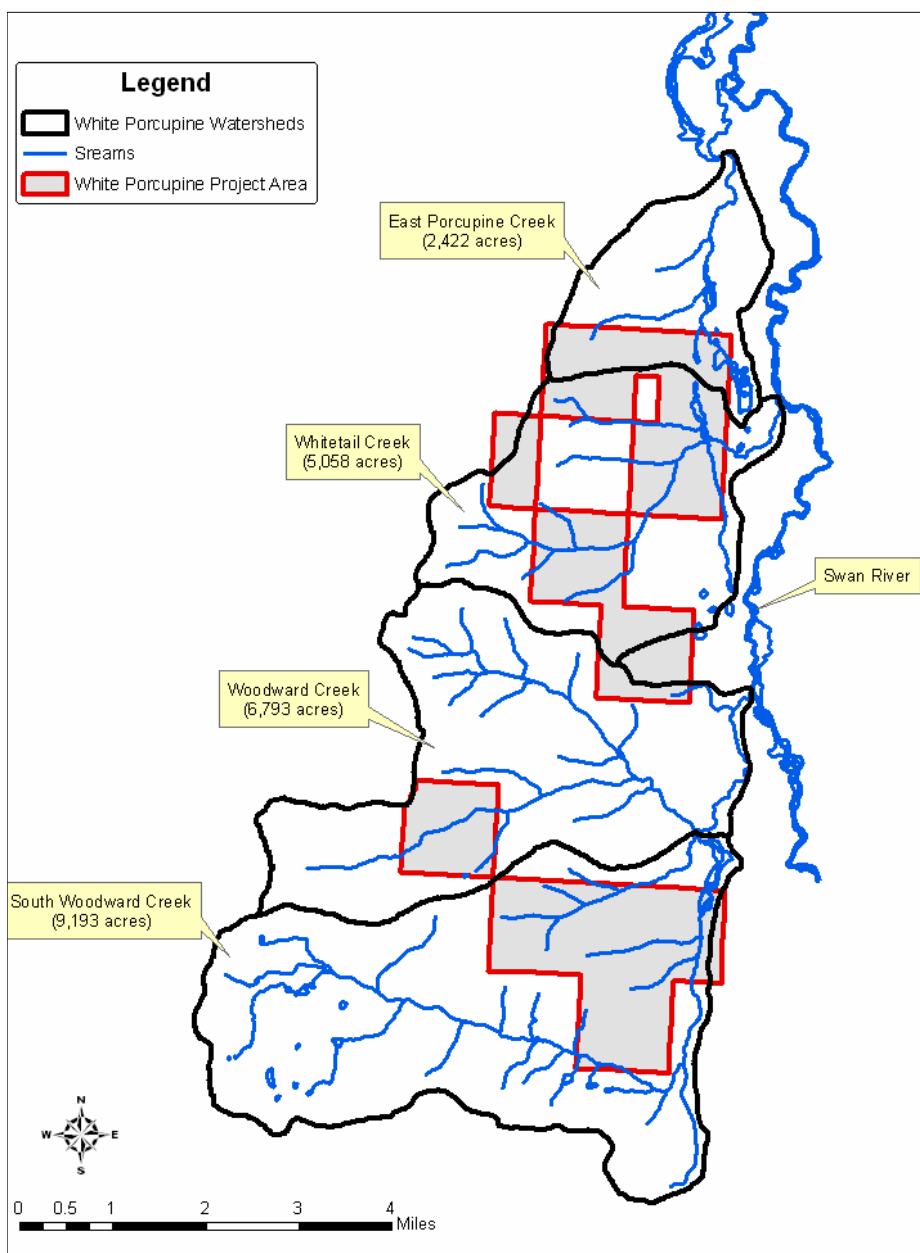 Legend
White Porcupine Watersheds
Sreams
White Porcupine Project Area
East Porcupine Creek
(2,422 acres)
Whitetail Creek
(5,058 acres)
Swan River
Woodward Creek
(6,793 acres)
South Woodward Creek
(9,193 acres)
N
W E
S
0 0.5 1 2 3 4
Miles